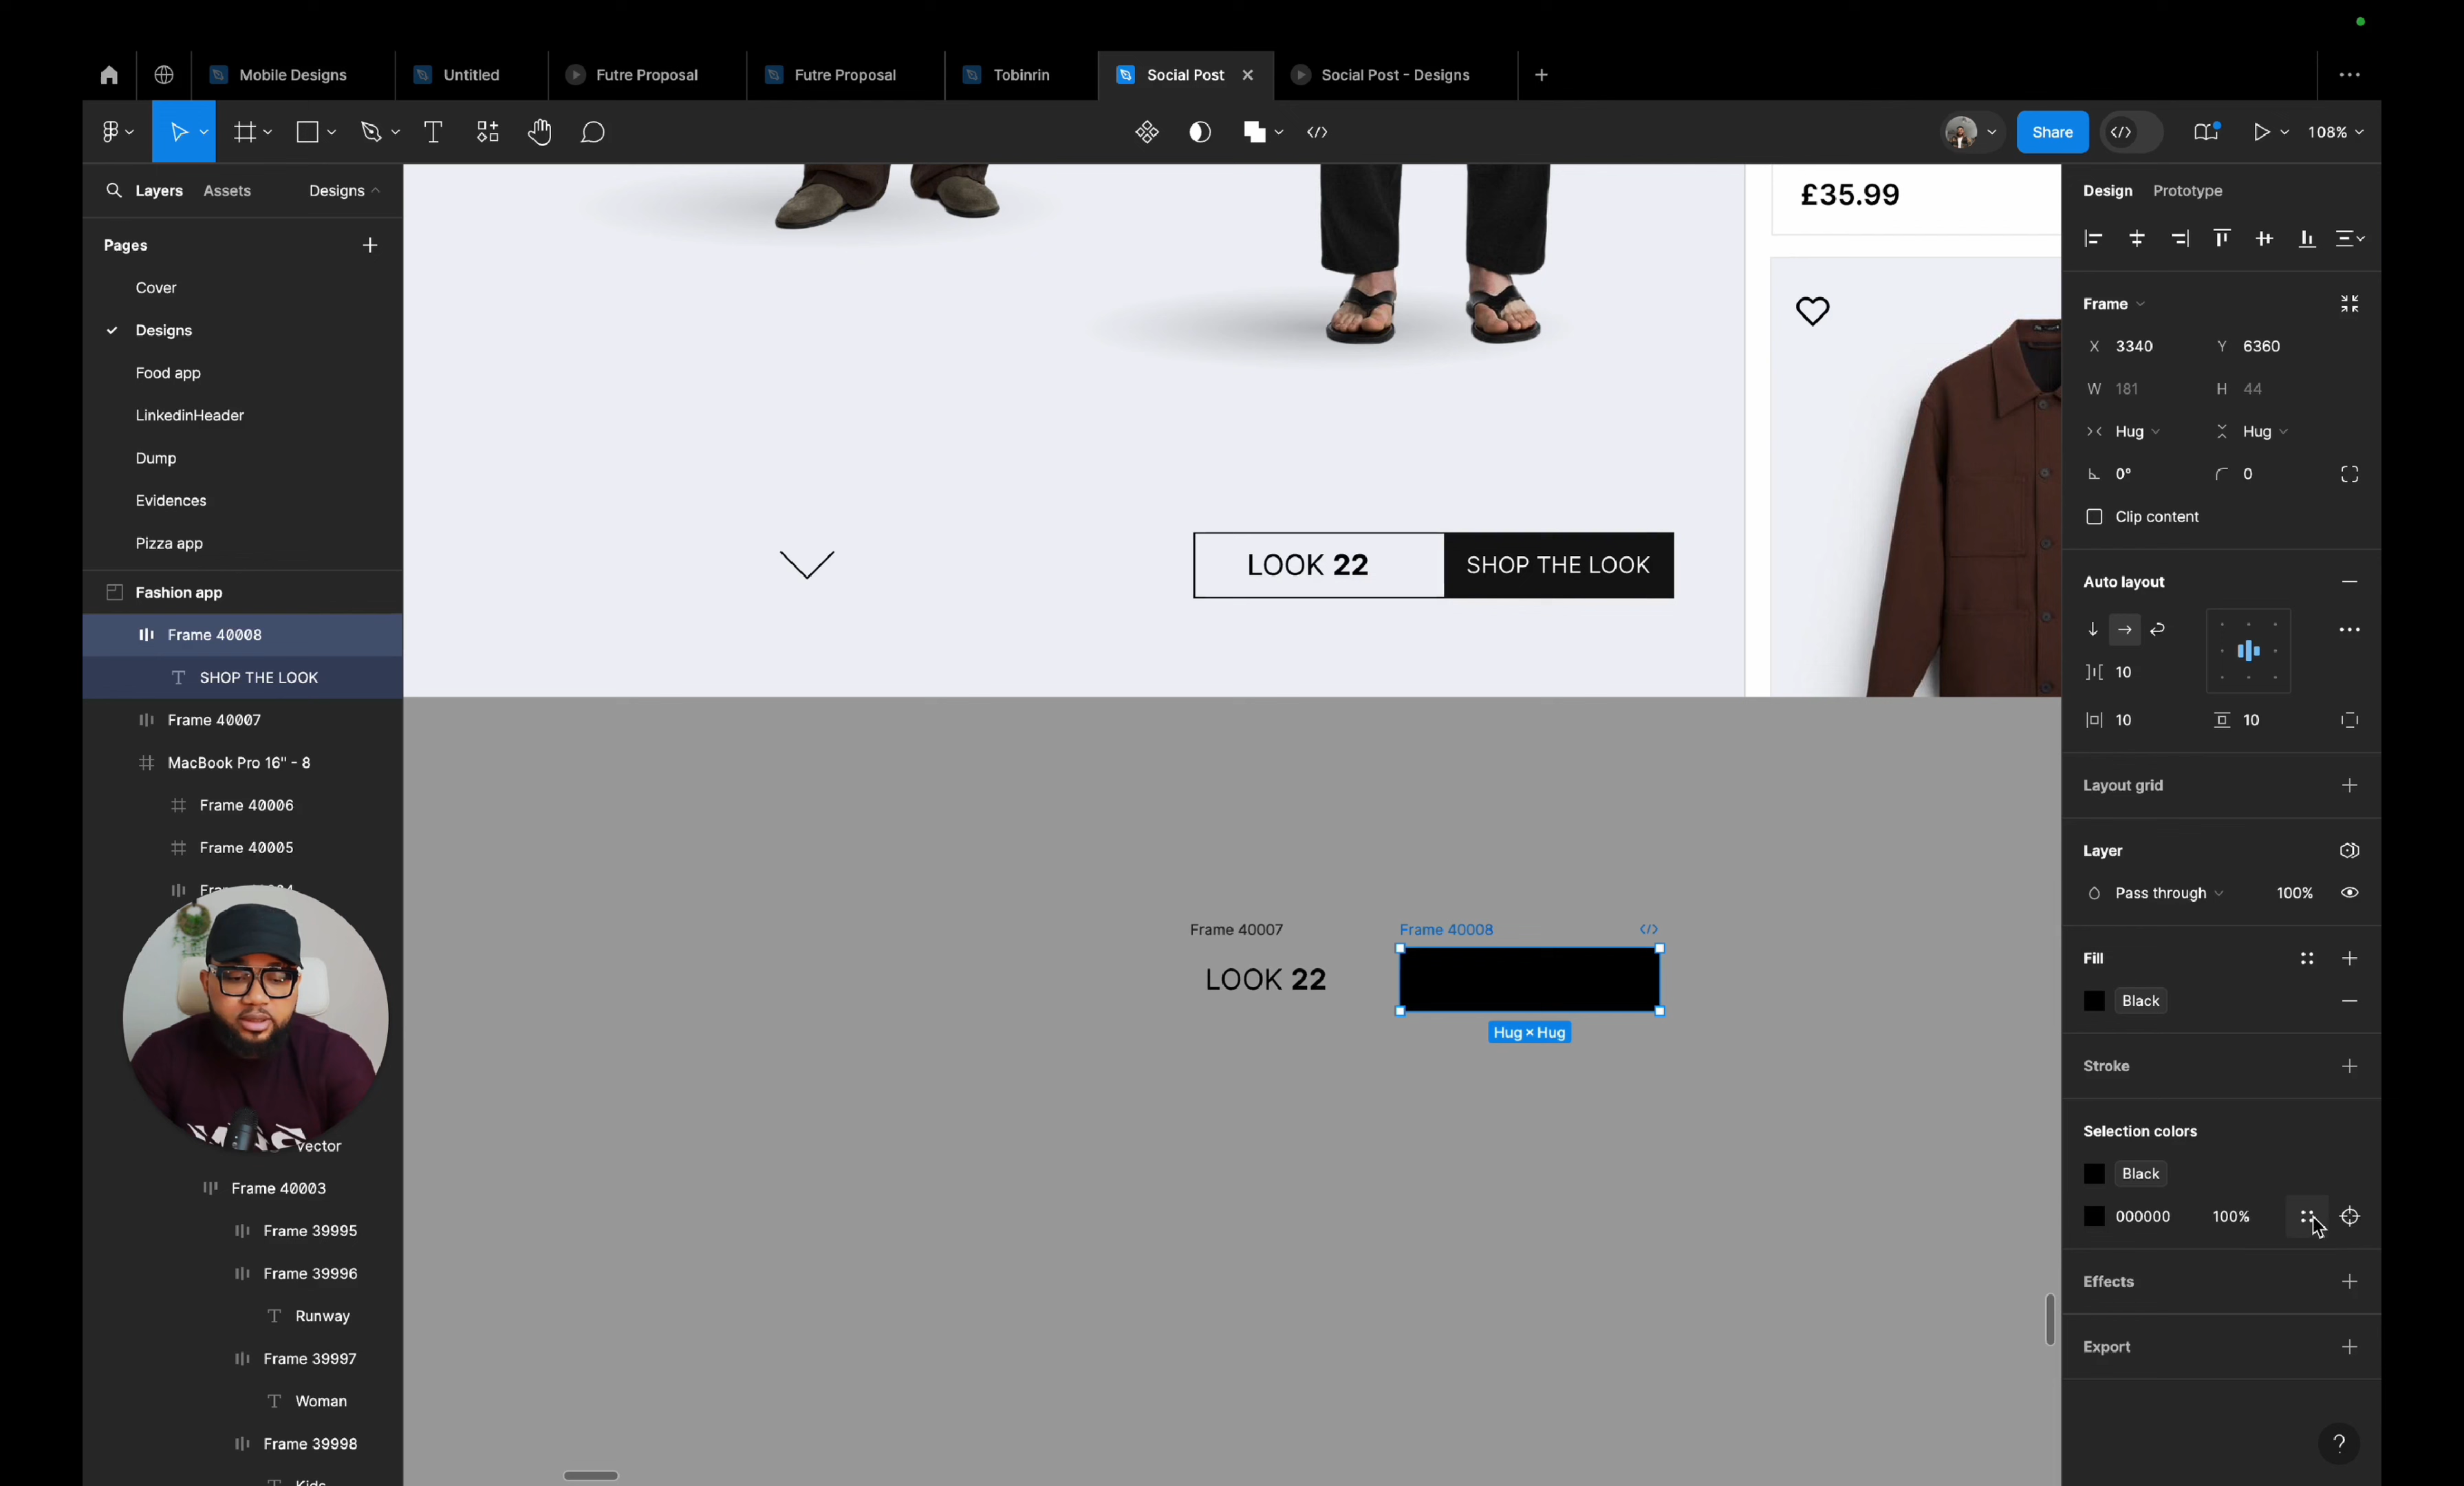 Mobile Designs
Untitled
Futre Proposal
Futre Proposal
Tobinrin
Social Post
Social Post - Designs
Share
108%
Layers
Assets
Designs
Pages
Cover
Designs
Food app
LinkedinHeader
Dump
Evidences
Pizza app
Fashion app
Frame 40008
SHOP THE LOOK
Frame 40007
MacBook Pro 16" - 8
Frame 40006
Frame 40005
vector
Frame 40003
Frame 39995
Frame 39996
Runway
Frame 39997
Woman
Frame 39998
Kids
£35.99
LOOK 22
SHOP THE LOOK
Frame 40007
LOOK 22
Frame 40008
Hug × Hug
Design
Prototype
Frame
X 3340
Y 6360
W 181
H 44
Hug
Hug
0°
0
Clip content
Auto layout
10
10
10
Layout grid
Layer
Pass through
100%
Fill
Black
Stroke
Selection colors
Black
000000
100%
Effects
Export
?